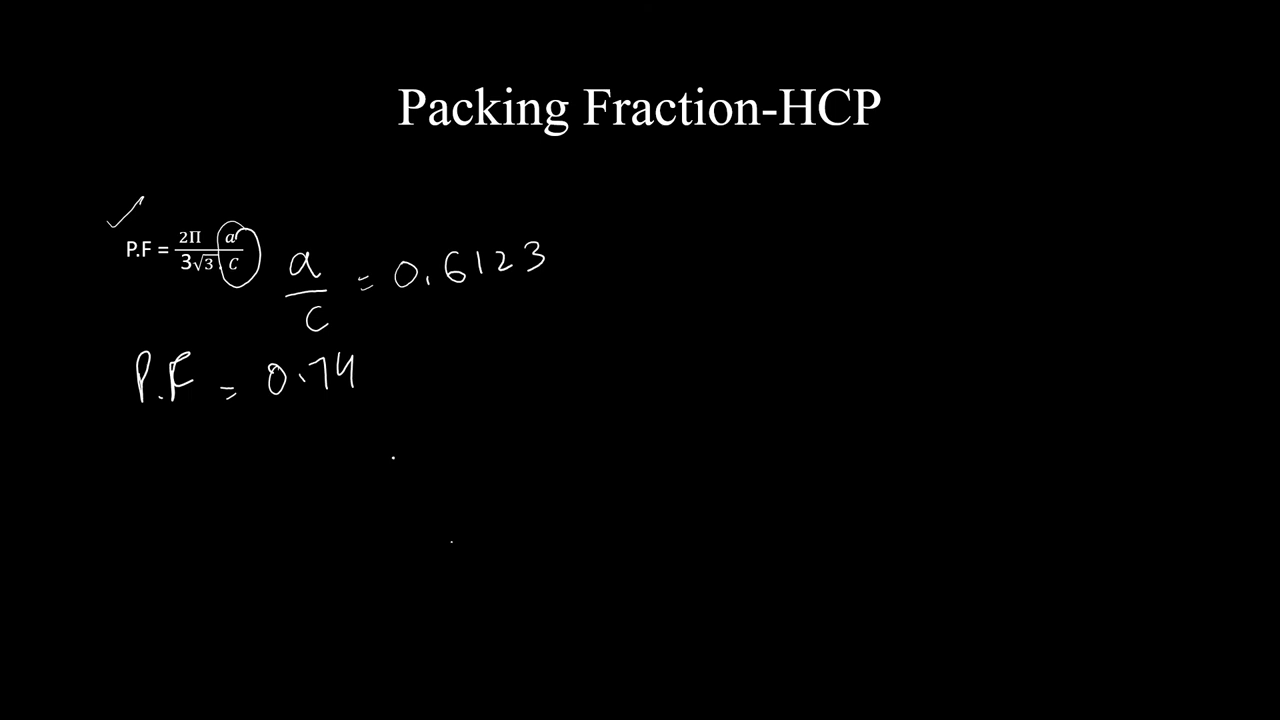 Packing Fraction-HCP
P.F = 2Π/3√3 . a/C
a/c = 0.6123
P.F = 0.74